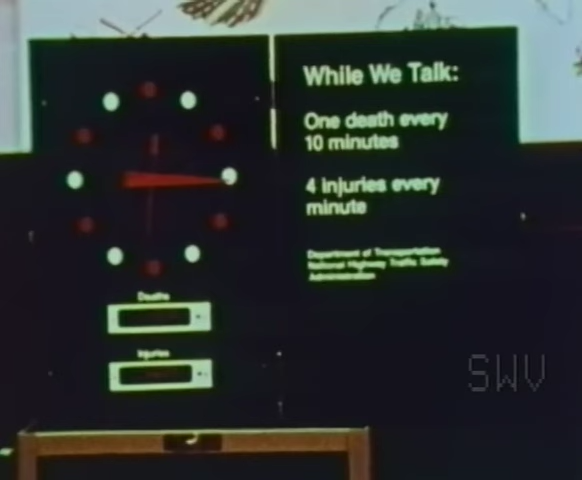 While We Talk:
One death every
10 minutes
4 Injuries every
minute
Department of Transportation
National Highway Traffic Safety
Administration
Deaths
Injuries
SWV